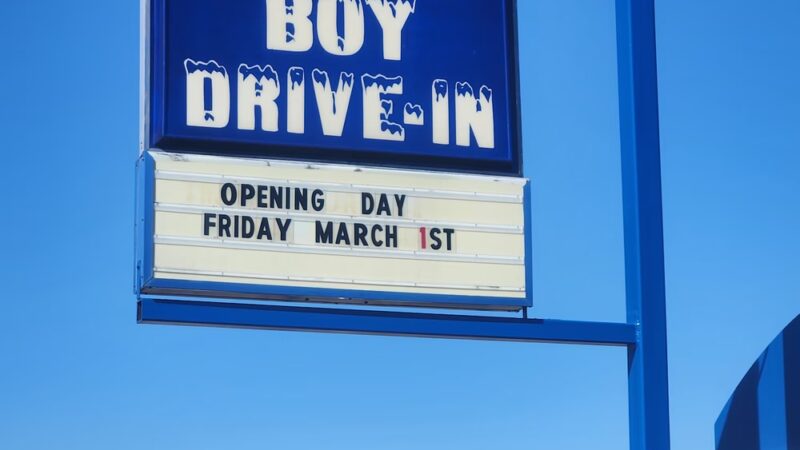 BOY
DRIVE-IN
OPENING DAY
FRIDAY MARCH 1ST